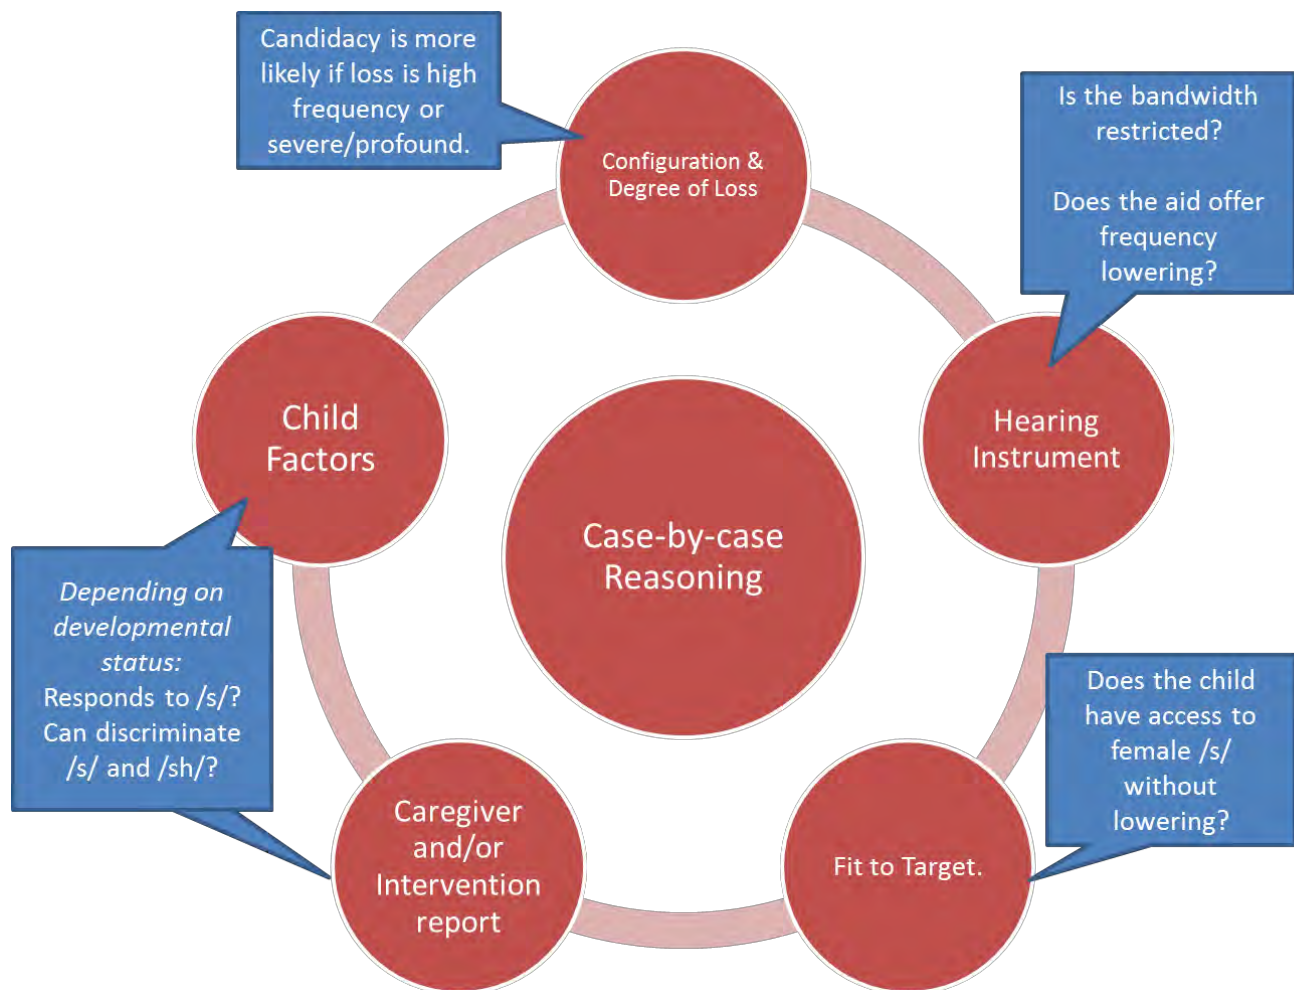 Candidacy is more
likely if loss is high
frequency or
severe/profound.
Configuration &
Degree of Loss
Is the bandwidth
restricted?
Does the aid offer
frequency
lowering?
Hearing
Instrument
Child
Factors
Case-by-case
Reasoning
Depending on
developmental
status:
Responds to /s/?
Can discriminate
/s/ and /sh/?
Does the child
have access to
female /s/
without
lowering?
Caregiver
and/or
Intervention
report
Fit to Target.